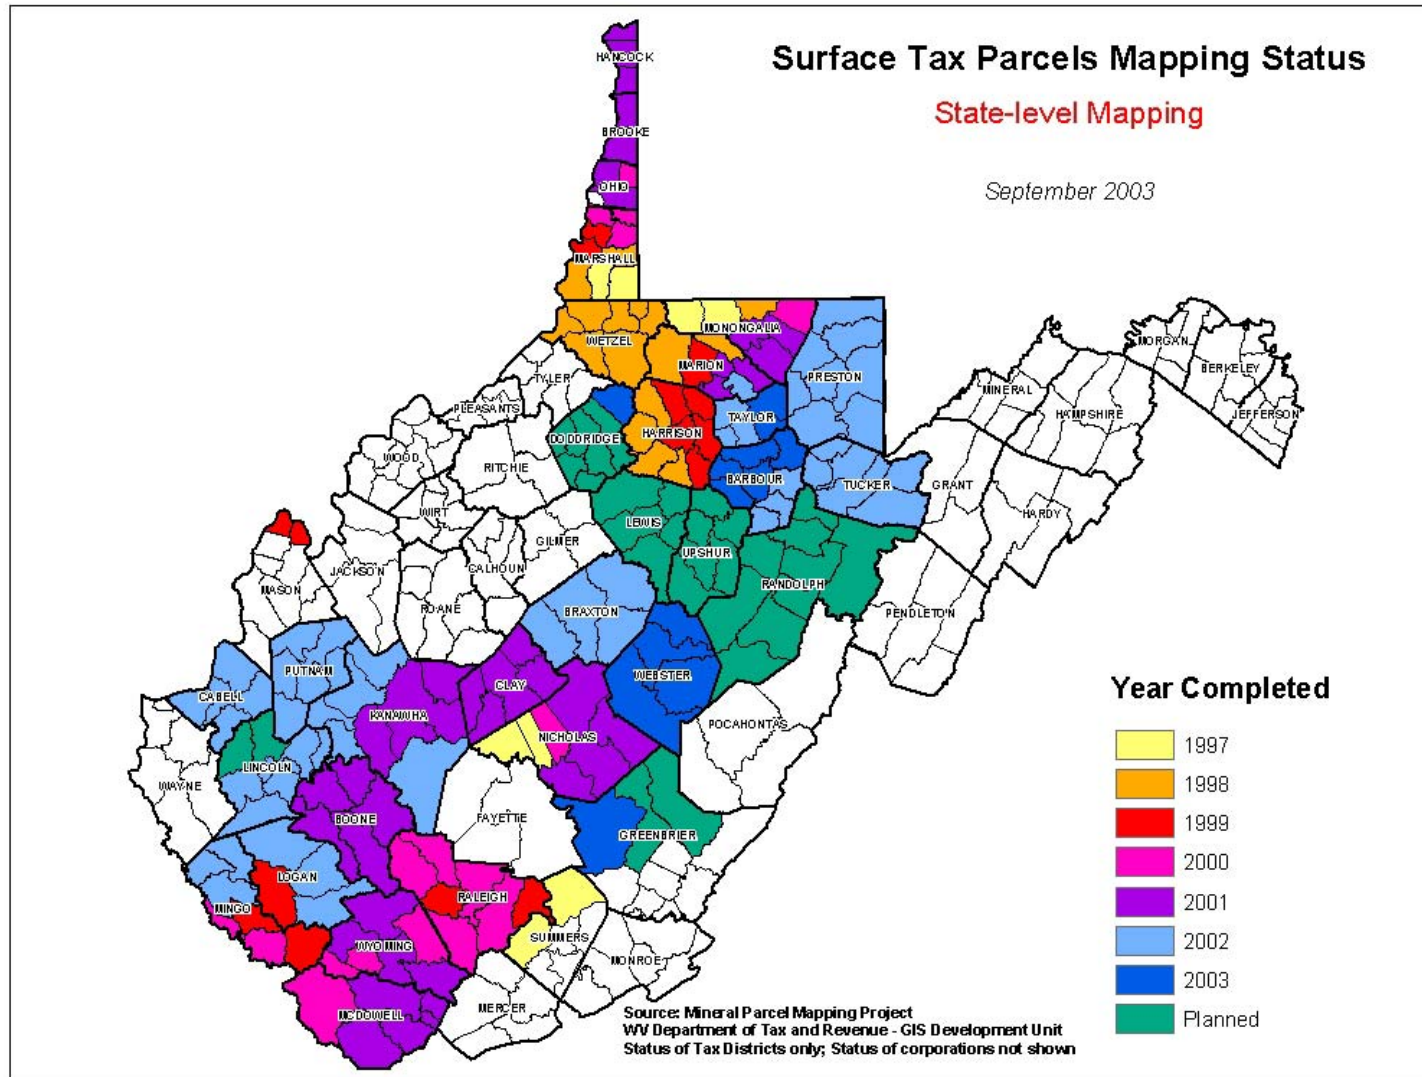 Surface Tax Parcels Mapping Status
State-level Mapping
September 2003
HANCOCK
BROOKE
OHIO
MARSHALL
WETZEL
MONONGALIA
MARION
PRESTON
TYLER
PLEASANTS
DODDRIDGE
HARRISON
TAYLOR
MORGAN
BERKELEY
JEFFERSON
MINERAL
HAMPSHIRE
WOOD
RITCHIE
BARBOUR
TUCKER
GRANT
HARDY
WIRT
LEWIS
GILMER
UPSHUR
CALHOUN
JACKSON
MASON
ROANE
BRAXTON
RANDOLPH
PENDLETON
PUTNAM
CABELL
CLAY
WEBSTER
KANAWHA
NICHOLAS
POCAHONTAS
LINCOLN
WAYNE
BOONE
FAYETTE
GREENBRIER
LOGAN
MINGO
RALEIGH
WYOMING
SUMMERS
MONROE
MERCER
MCDOWELL
Year Completed
1997
1998
1999
2000
2001
2002
2003
Planned
Source: Mineral Parcel Mapping Project
WV Department of Tax and Revenue - GIS Development Unit
Status of Tax Districts only; Status of corporations not shown